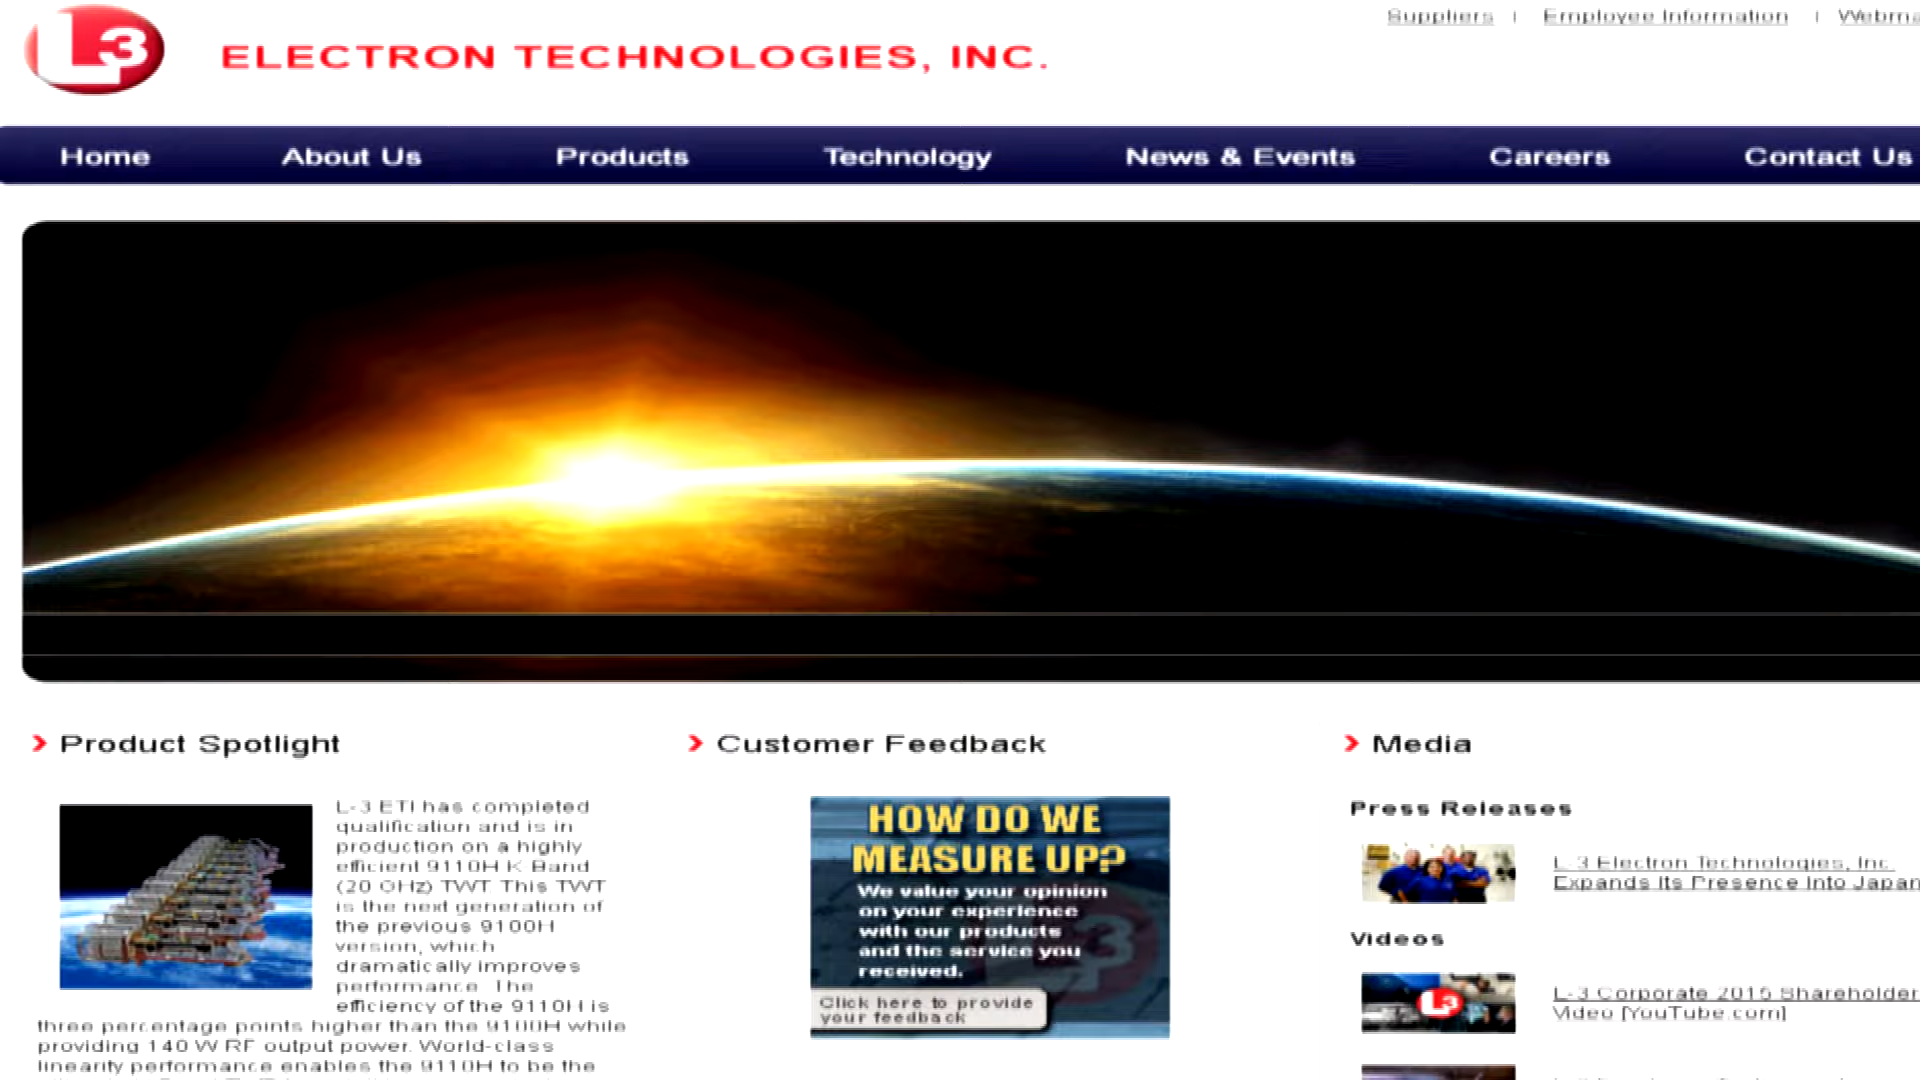 L3
ELECTRON TECHNOLOGIES, INC.
Suppliers | Employee Information |
Home About Us Products Technology News & Events Careers Contact Us
Product Spotlight
L-3 ETI has completed
qualification and is in
production on a highly
efficient 9110H K Band
(20 GHz) TWT. This TWT
is the next generation of
the previous 9100H
version, which
dramatically improves
performance. The
efficiency of the 9110H is
three percentage points higher than the 9100H while
providing 140 W RF output power. World-class
linearity performance enables the 9110H to be the
Customer Feedback
HOW DO WE
MEASURE UP?
We value your opinion
on your experience
with our products
and the service you
received.
Click here to provide
your feedback
Media
Press Releases
L-3 Electron Technologies, Inc.
Expands Its Presence Into Japan
Videos
L3
L-3 Corporate 2015 Shareholder
Video [YouTube.com]